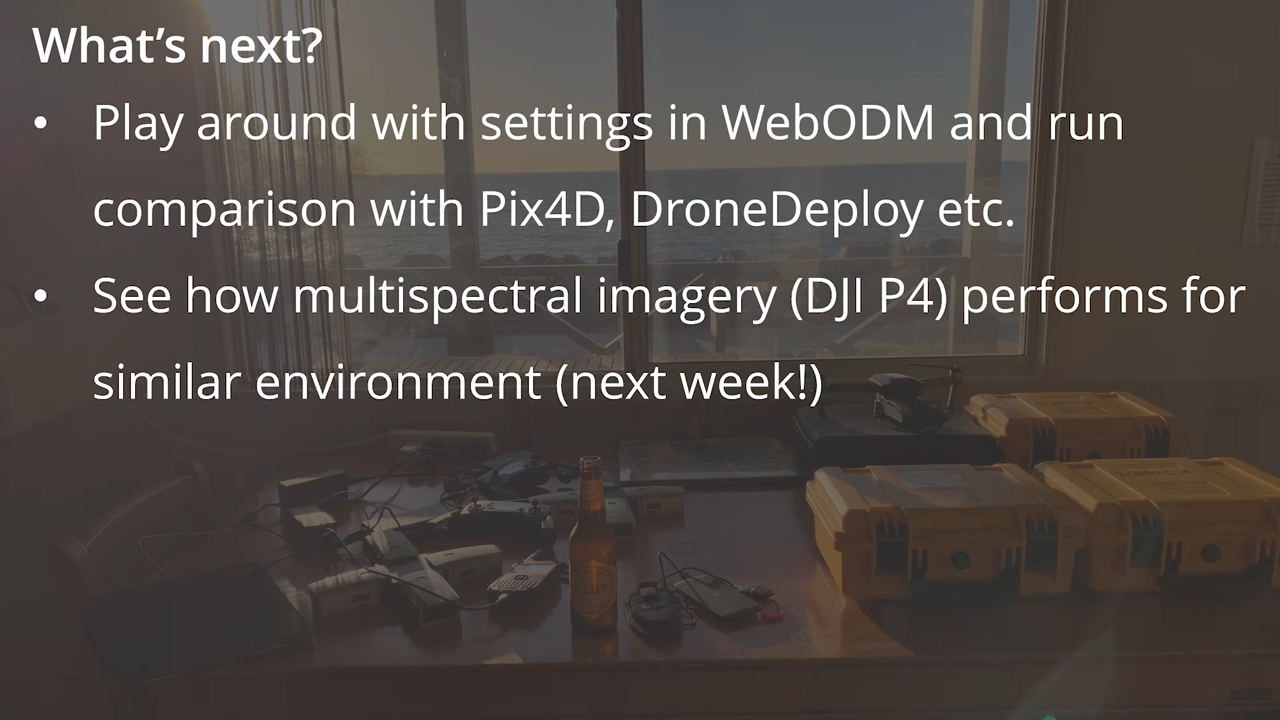 What’s next?
• Play around with settings in WebODM and run
comparison with Pix4D, DroneDeploy etc.
• See how multispectral imagery (DJI P4) performs for
similar environment (next week!)